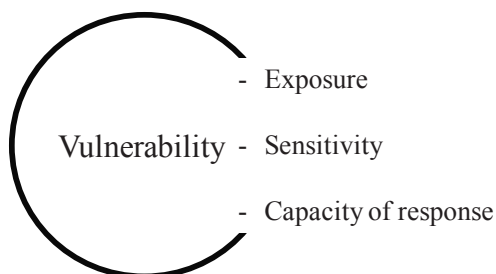 - Exposure
Vulnerability - Sensitivity
- Capacity of response